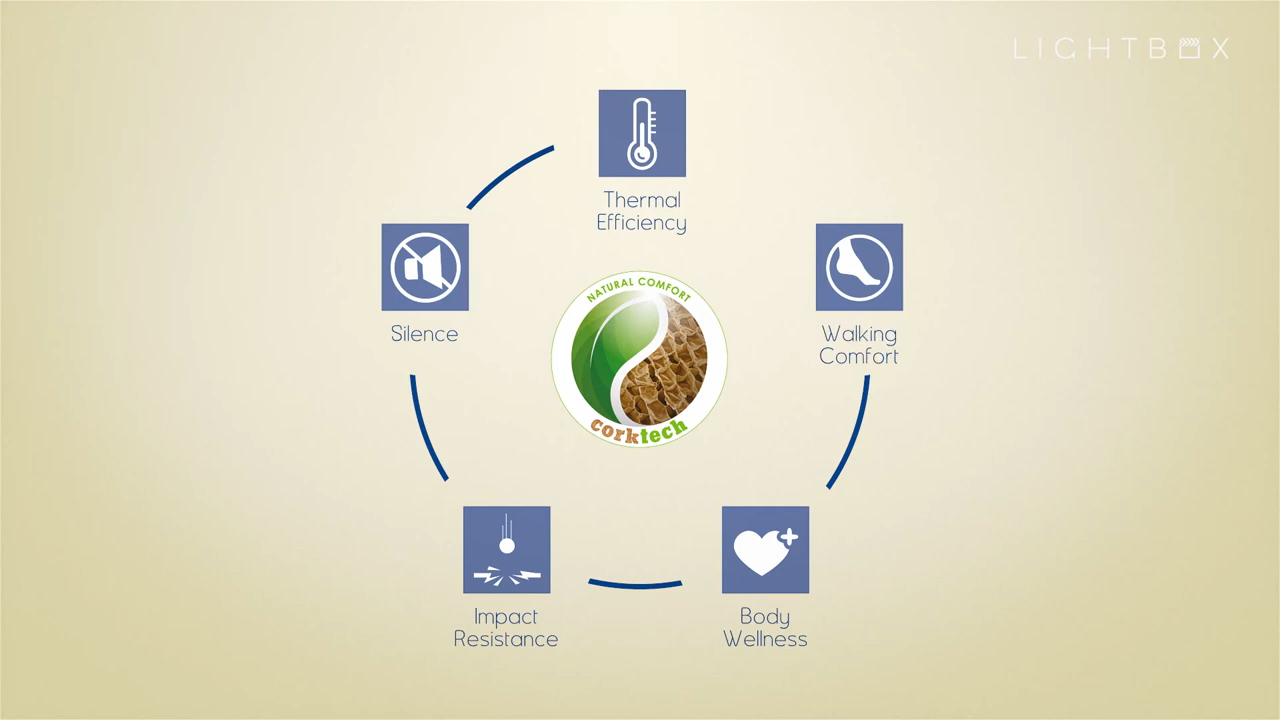 LIGHTBOX
Thermal
Efficiency
Silence
Walking
Comfort
NATURAL COMFORT
corktech
Impact
Resistance
Body
Wellness